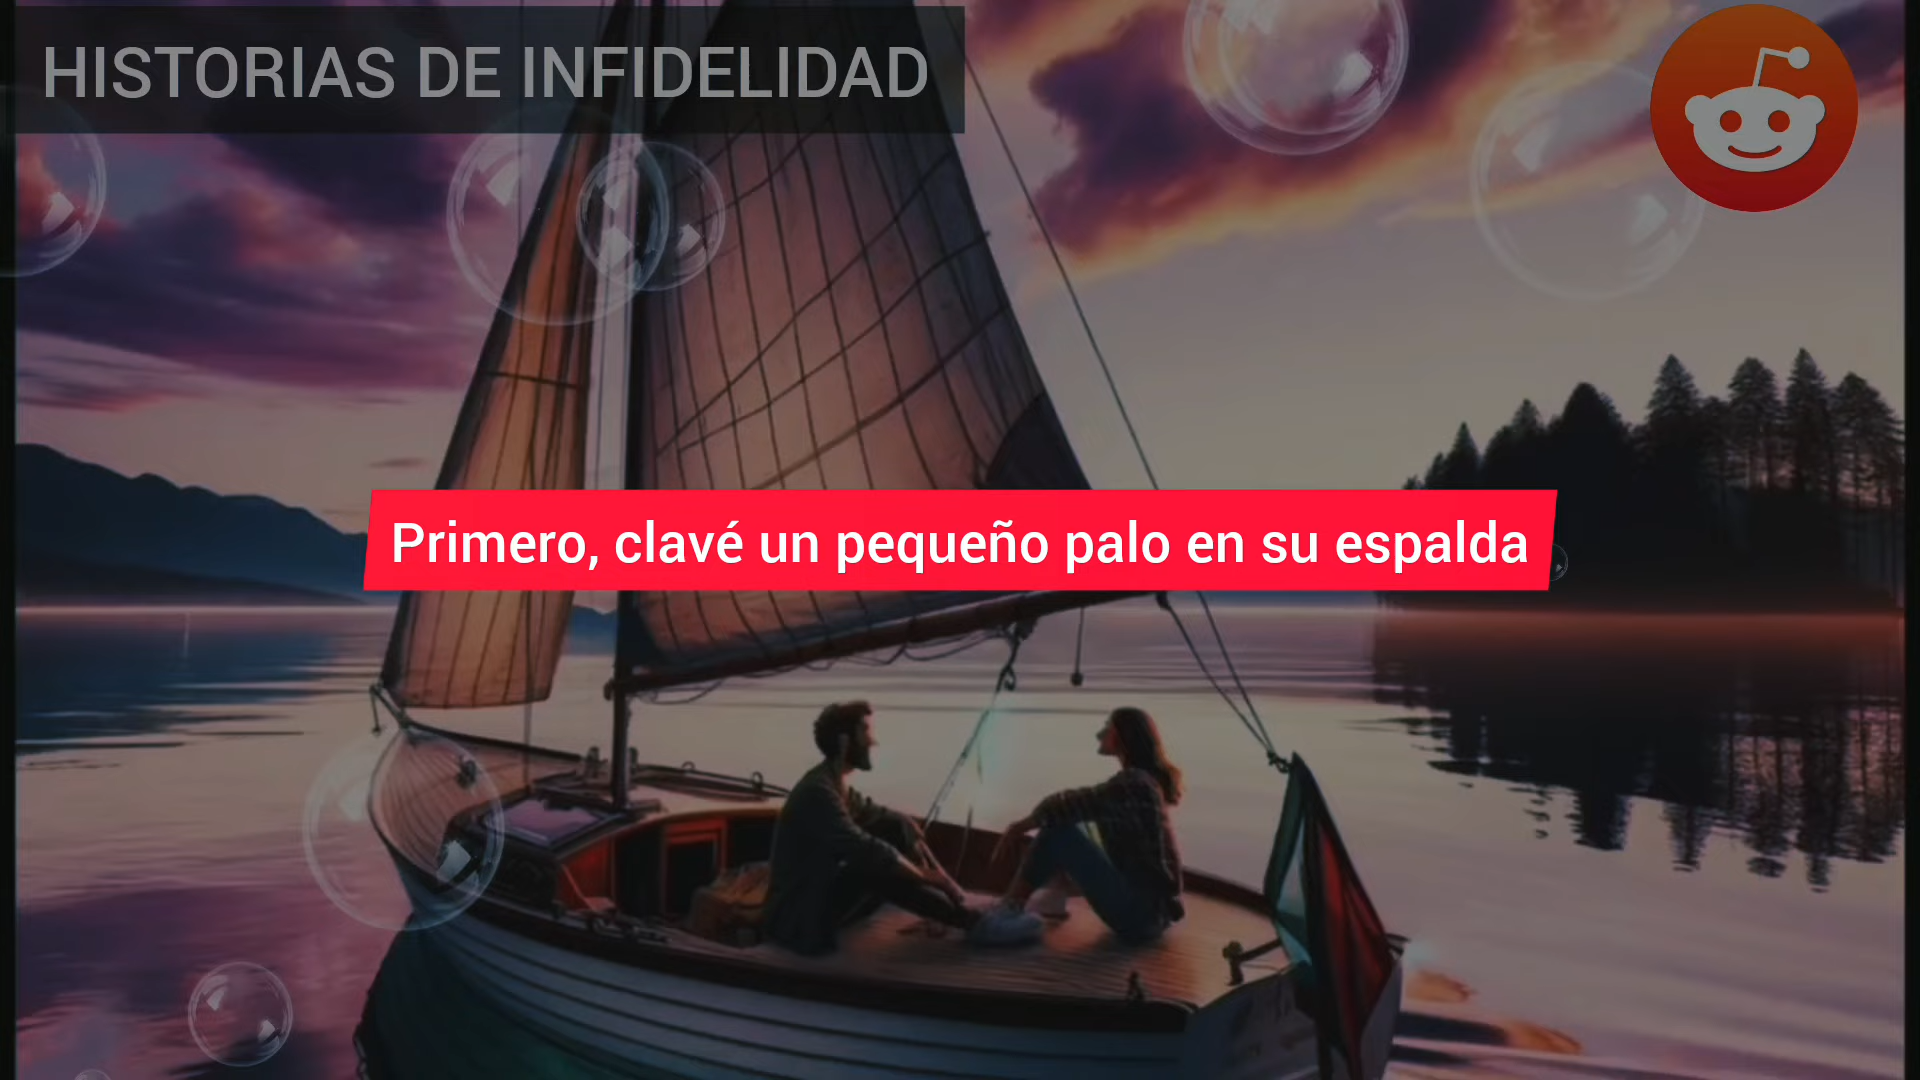 HISTORIAS DE INFIDELIDAD
Primero, clavé un pequeño palo en su espalda